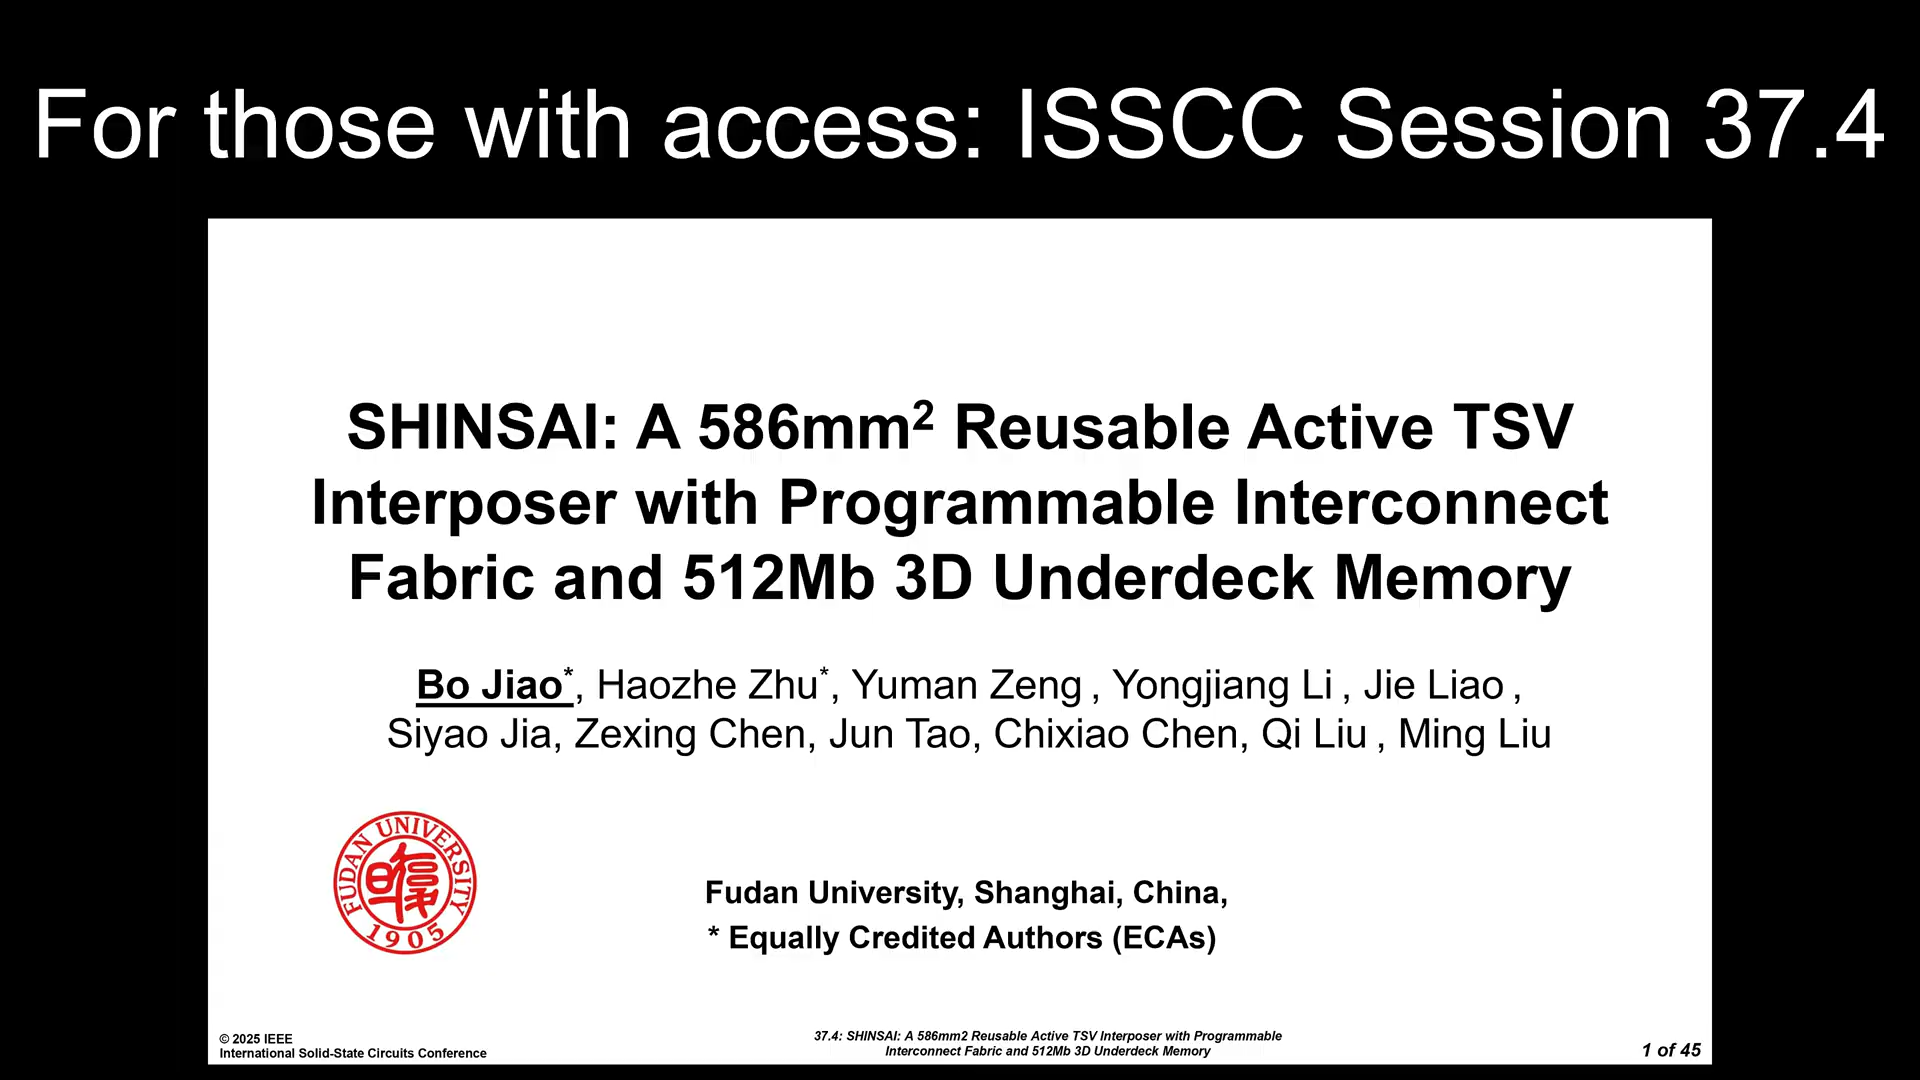 For those with access: ISSCC Session 37.4
SHINSAI: A 586mm² Reusable Active TSV
Interposer with Programmable Interconnect
Fabric and 512Mb 3D Underdeck Memory
Bo Jiao*, Haozhe Zhu*, Yuman Zeng , Yongjiang Li , Jie Liao ,
Siyao Jia, Zexing Chen, Jun Tao, Chixiao Chen, Qi Liu , Ming Liu
FUDAN UNIVERSITY
1905
Fudan University, Shanghai, China,
* Equally Credited Authors (ECAs)
© 2025 IEEE
International Solid-State Circuits Conference
37.4: SHINSAI: A 586mm2 Reusable Active TSV Interposer with Programmable
Interconnect Fabric and 512Mb 3D Underdeck Memory
1 of 45